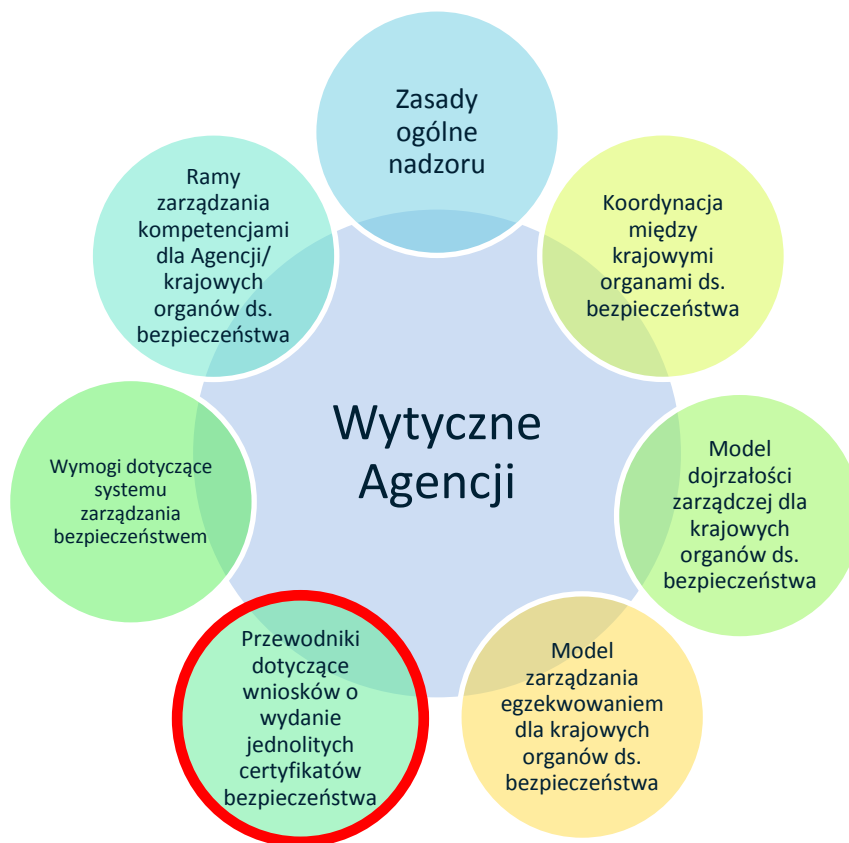 Zasady
ogólne
nadzoru
Ramy
zarządzania
kompetencjami
dla Agencji/
krajowych
organów ds.
bezpieczeństwa
Koordynacja
między
krajowymi
organami ds.
bezpieczeństwa
Wytyczne
Agencji
Wymogi dotyczące
systemu
zarządzania
bezpieczeństwem
Model
dojrzałości
zarządczej dla
krajowych
organów ds.
bezpieczeństwa
Przewodniki
dotyczące
wniosków o
wydanie
jednolitych
certyfikatów
bezpieczeństwa
Model
zarządzania
egzekwowaniem
dla krajowych
organów ds.
bezpieczeństwa